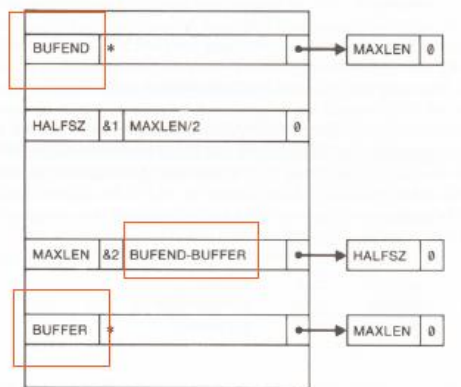 BUFEND * MAXLEN 0
HALFSZ &1 MAXLEN/2 0
MAXLEN &2 BUFEND-BUFFER HALFSZ 0
BUFFER * MAXLEN 0